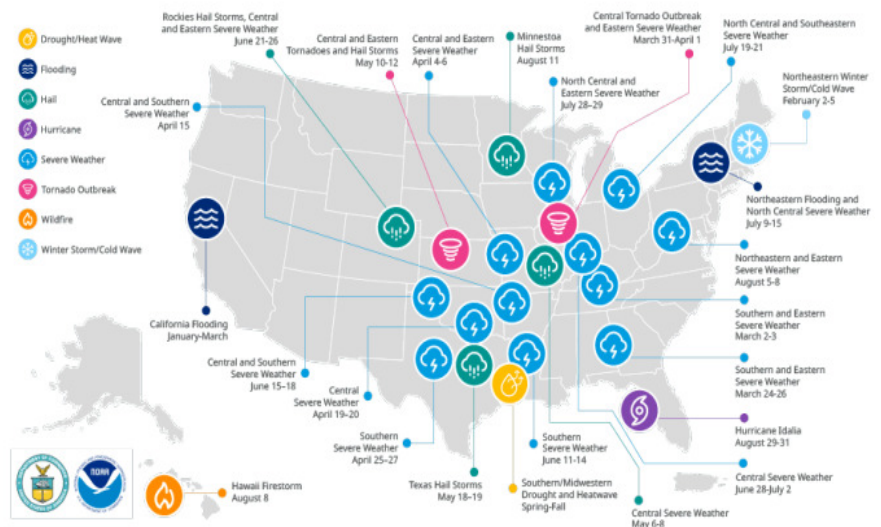 Drought/Heat Wave
Flooding
Hail
Hurricane
Severe Weather
Tornado Outbreak
Wildfire
Winter Storm/Cold Wave
Rockies Hail Storms, Central
and Eastern Severe Weather
June 21-26
Central and Eastern
Tornadoes and Hail Storms
May 10-12
Central and Eastern
Severe Weather
April 4-6
Minnestoa
Hail Storms
August 11
Central Tornado Outbreak
and Eastern Severe Weather
March 31-April 1
North Central and Southeastern
Severe Weather
July 19-21
Central and Southern
Severe Weather
April 15
North Central and
Eastern Severe Weather
July 28–29
Northeastern Winter
Storm/Cold Wave
February 2-5
Northeastern Flooding and
North Central Severe Weather
July 9-15
Northeastern and Eastern
Severe Weather
August 5-8
California Flooding
January-March
Southern and Eastern
Severe Weather
March 2-3
Central and Southern
Severe Weather
June 15–18
Southern and Eastern
Severe Weather
March 24-26
Central
Severe Weather
April 19–20
Hurricane Idalia
August 29-31
Southern
Severe Weather
April 25–27
Southern
Severe Weather
June 11-14
Central Severe Weather
June 28-July 2
NOAA
Hawaii Firestorm
August 8
Texas Hail Storms
May 18–19
Southern/Midwestern
Drought and Heatwave
Spring-Fall
Central Severe Weather
May 6-8